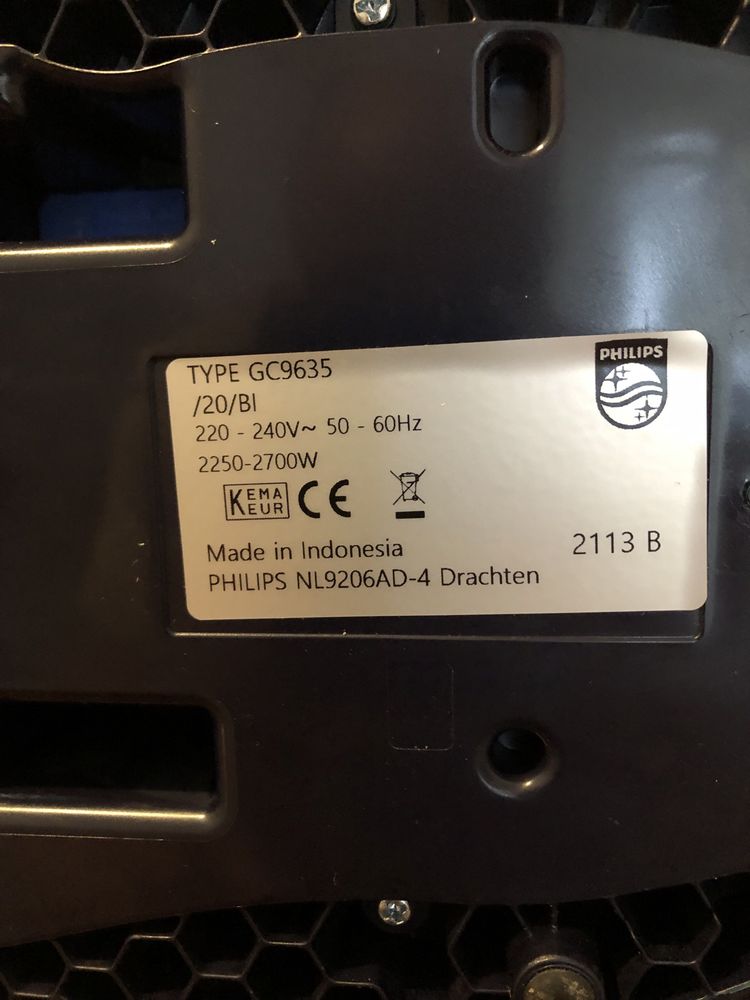 PHILIPS
TYPE GC9635
/20/BI
220 - 240V~ 50 - 60Hz
2250-2700W
KEMA
KEUR
CE
Made in Indonesia
2113 B
PHILIPS NL9206AD-4 Drachten